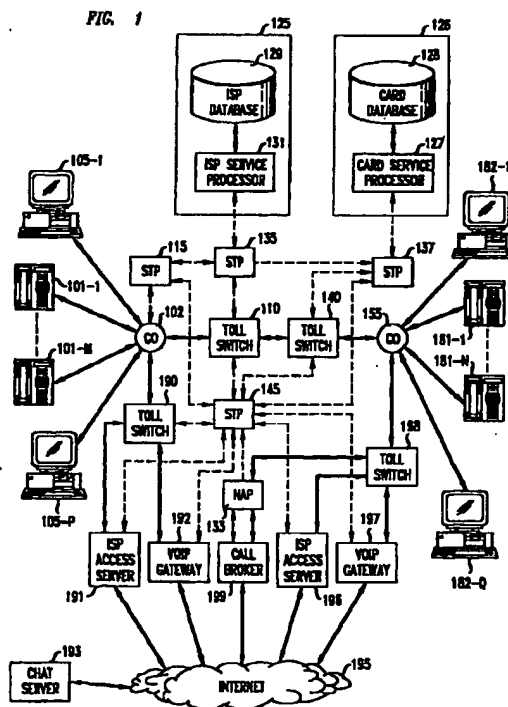 FIG. 1
125
126
129
ISP
DATABASE
128
CARD
DATABASE
131
ISP SERVICE
PROCESSOR
127
CARD SERVICE
PROCESSOR
105-1
182-1
115
STP
135
STP
137
STP
101-1
102
CO
110
TOLL
SWITCH
140
TOLL
SWITCH
155
CO
181-1
101-M
181-N
190
TOLL
SWITCH
145
STP
198
TOLL
SWITCH
105-P
NAP
133
182-Q
192
197
ISP
ACCESS
SERVER
191
VOIP
GATEWAY
CALL
BROKER
199
ISP
ACCESS
SERVER
196
VOIP
GATEWAY
193
CHAT
SERVER
INTERNET
195